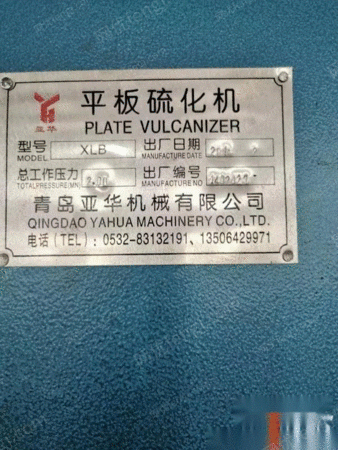 平板硫化机
PLATE VULCANIZER
亚华
型号 XLB 出厂日期
MODEL MANUFACTURE DATE
总工作压力 出厂编号
TOTALPRESURE(MN) MANUFACTURE NO
青岛亚华机械有限公司
QINGDAO YAHUA MACHINERY CO.,LTD.
电话(TEL):0532-83132191、13506429971